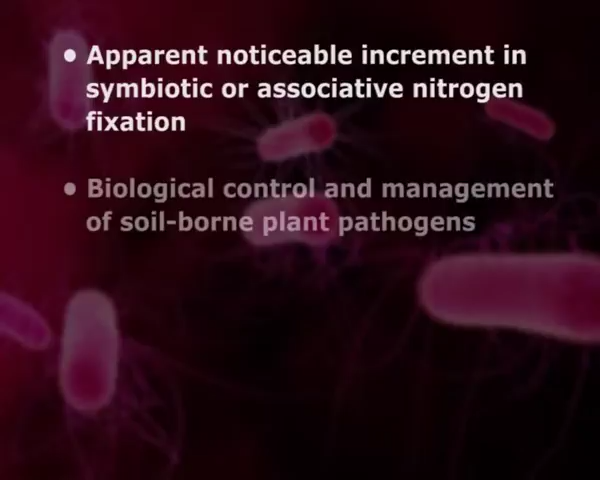 • Apparent noticeable increment in
symbiotic or associative nitrogen
fixation
• Biological control and management
of soil-borne plant pathogens